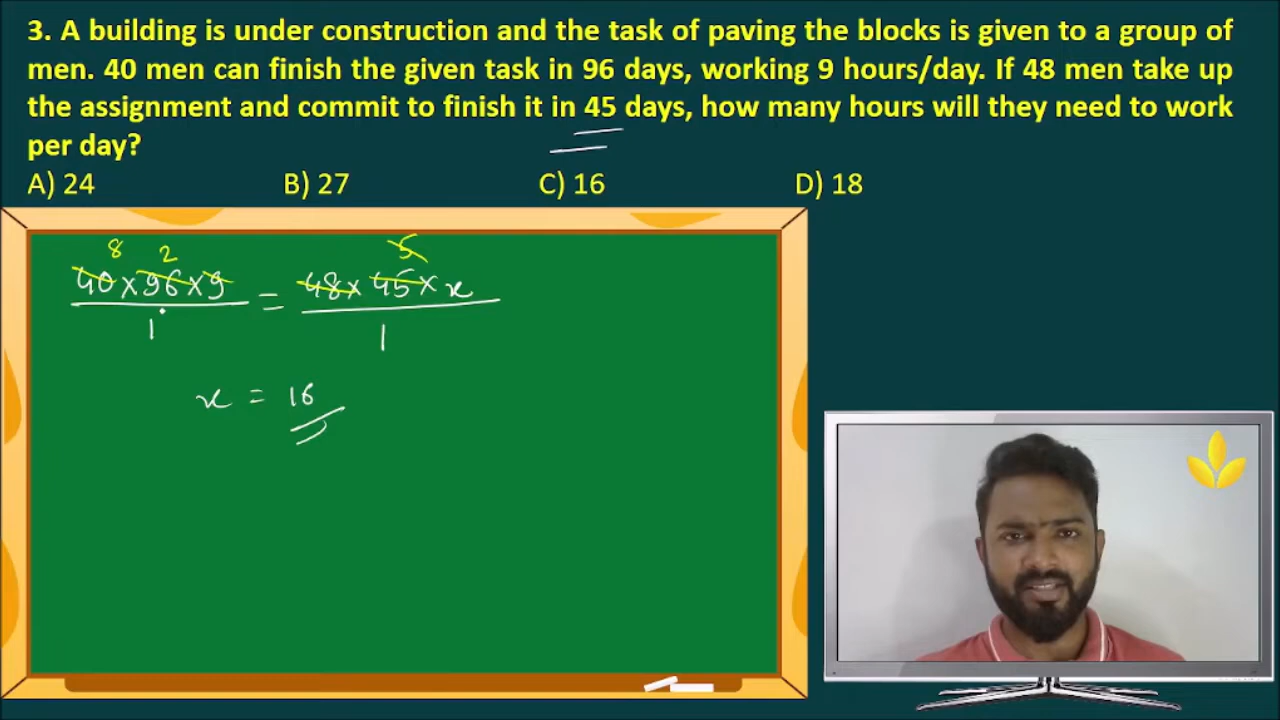 3. A building is under construction and the task of paving the blocks is given to a group of
men. 40 men can finish the given task in 96 days, working 9 hours/day. If 48 men take up
the assignment and commit to finish it in 45 days, how many hours will they need to work
per day?
A) 24 B) 27 C) 16 D) 18
8 2 5
40 x 96 x 9 = 48 x 45 x x
1 1
x = 16